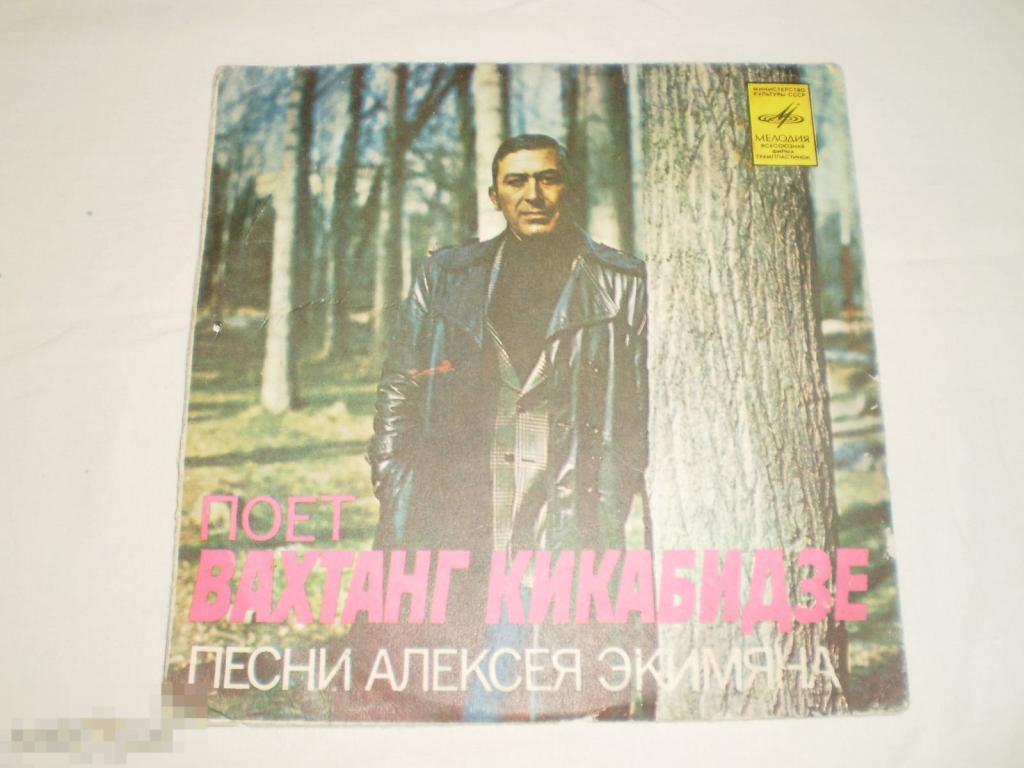 МИНИСТЕРСТВО
КУЛЬТУРЫ СССР
МЕЛОДИЯ
ВСЕСОЮЗНАЯ
ФИРМА
ГРАМПЛАСТИНОК
ПОЕТ
ВАХТАНГ КИКАБИДЗЕ
ПЕСНИ АЛЕКСЕЯ ЭКИМЯНА